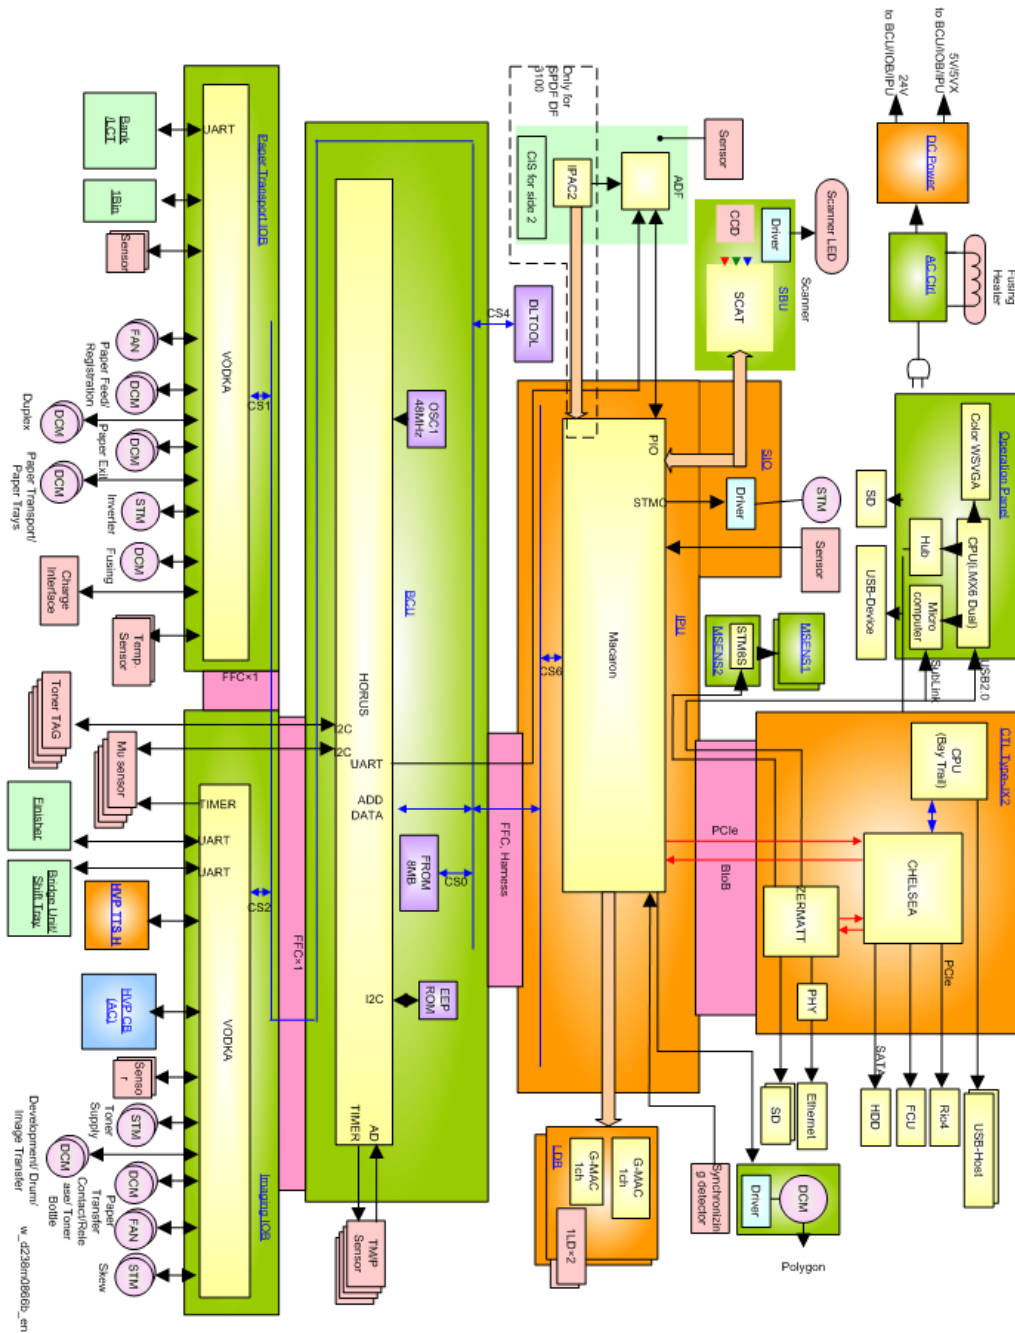 to BCU/IOB/IPU
24V
to BCU/IOB/IPU
5V/5VX
DC Power
AC Ctrl
Fusing
Heater
Operation Panel
Color WSVGA
CPU(i.MX6 Dual)
Hub
Micro
computer
SD
USB-Device
SubLink
USB2.0
CTL Type-JX2
CPU
(Bay Trail)
CHELSEA
ZERMATT
PHY
PCIe
SATA
SD
Ethernet
HDD
FCU
Rio4
USB-Host
Scanner LED
Scanner
Driver
CCD
SBU
SCAT
Sensor
ADF
IPAC2
CIS for side 2
Only for
SPDF DF
3100
DLTOOL
CS4
SIO
PIO
STMC
Driver
STM
Sensor
IPU
Macaron
CS6
MSENS2
STM8S
MSENS1
PCIe
BloB
FFC, Harness
LDB
G-MAC
1ch
G-MAC
1ch
1LD×2
Synchronizin
g detector
Driver
DCM
Polygon
BCU
HORUS
OSC1
48MHz
I2C
I2C
UART
ADD
DATA
FROM
8MB
CS0
I2C
EEP
ROM
AD
TIMER
TM/P
Sensor
FFC×1
FFC×1
Paper Transport IOB
UART
VODKA
CS1
Bank
/LCT
1Bin
Sensor
FAN
DCM
Paper Feed/
Registration
DCM
Duplex
DCM
Paper Exit
DCM
Paper Transport/
Paper Trays
STM
Inverter
DCM
Fusing
Charge
Interface
Temp.
Sensor
Toner TAG
Mu sensor
Imaging IOB
TIMER
UART
UART
VODKA
CS2
Finisher
Bridge Unit/
Shift Tray
HVP TTS H
HVP CB
(AC)
Senso
r
STM
Toner
Supply
DCM
Development/ Drum/
Image Transfer
DCM
Paper
Transfer
Contact/Rele
ase/ Toner
Bottle
FAN
STM
Skew
w_d238m0866b_en